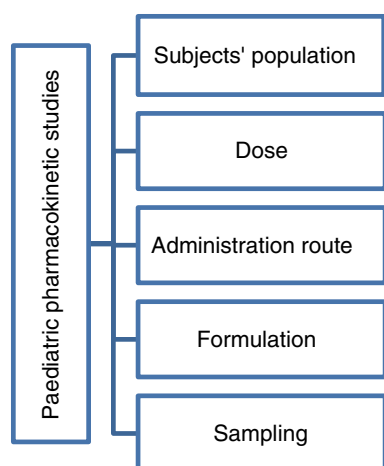 Paediatric pharmacokinetic studies
Subjects' population
Dose
Administration route
Formulation
Sampling